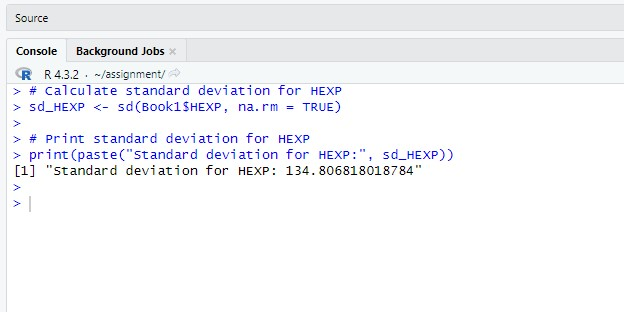 Source
Console Background Jobs ×
R R 4.3.2 · ~/assignment/
> # Calculate standard deviation for HEXP
> sd_HEXP <- sd(Book1$HEXP, na.rm = TRUE)
>
> # Print standard deviation for HEXP
> print(paste("Standard deviation for HEXP:", sd_HEXP))
[1] "Standard deviation for HEXP: 134.806818018784"
>
>